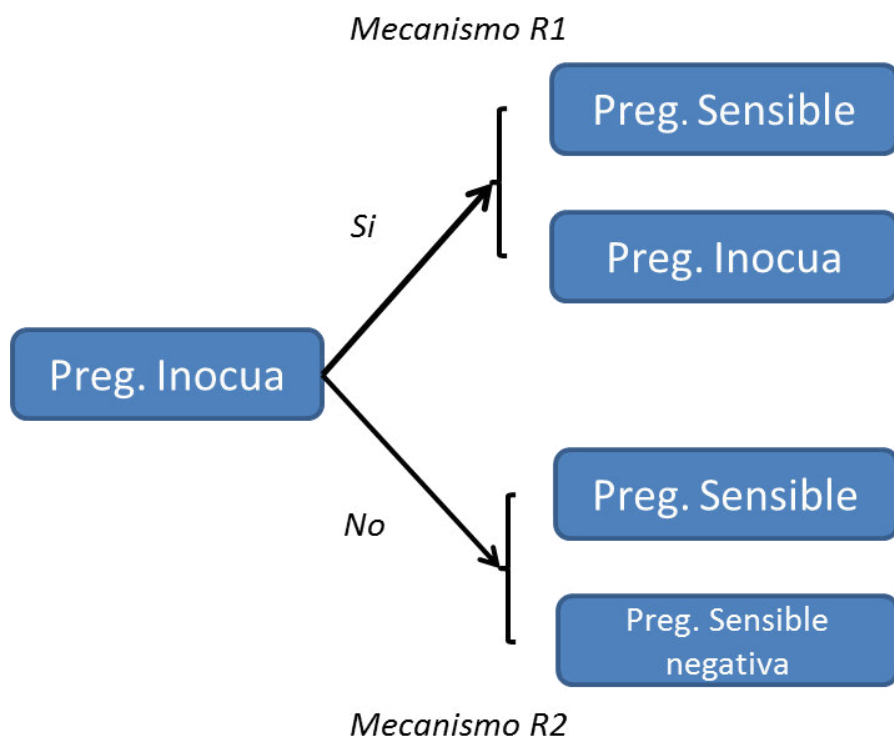 Mecanismo R1
Preg. Sensible
Si
Preg. Inocua
Preg. Inocua
Preg. Sensible
No
Preg. Sensible
negativa
Mecanismo R2